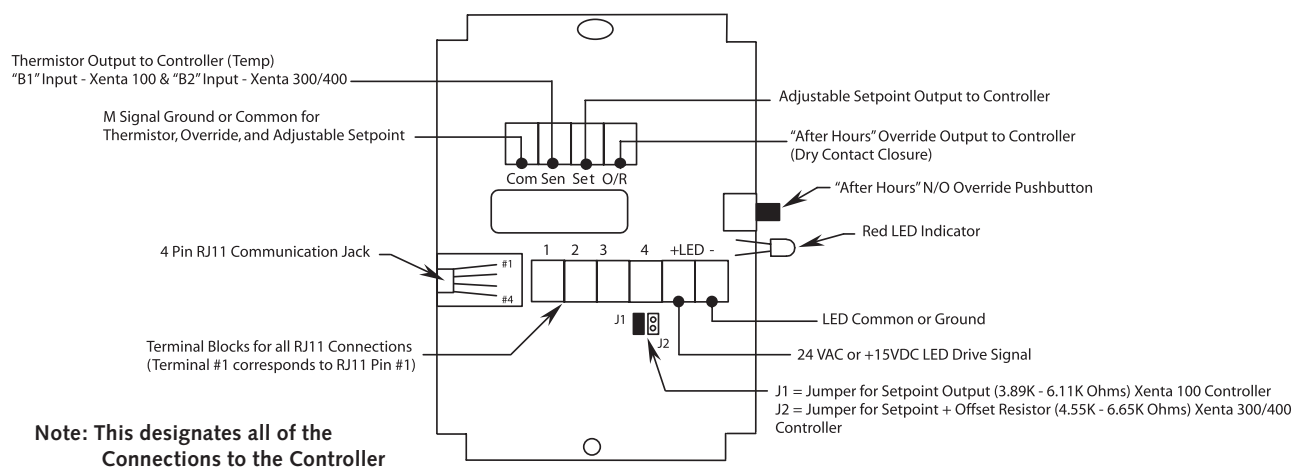 Thermistor Output to Controller (Temp)
"B1" Input - Xenta 100 & "B2" Input - Xenta 300/400
M Signal Ground or Common for
Thermistor, Override, and Adjustable Setpoint
Adjustable Setpoint Output to Controller
"After Hours" Override Output to Controller
(Dry Contact Closure)
Com Sen Set O/R
"After Hours" N/O Override Pushbutton
Red LED Indicator
4 Pin RJ11 Communication Jack
#1
#4
1 2 3 4 +LED -
J1
J2
LED Common or Ground
Terminal Blocks for all RJ11 Connections
(Terminal #1 corresponds to RJ11 Pin #1)
24 VAC or +15VDC LED Drive Signal
J1 = Jumper for Setpoint Output (3.89K - 6.11K Ohms) Xenta 100 Controller
J2 = Jumper for Setpoint + Offset Resistor (4.55K - 6.65K Ohms) Xenta 300/400
Controller
Note: This designates all of the
Connections to the Controller